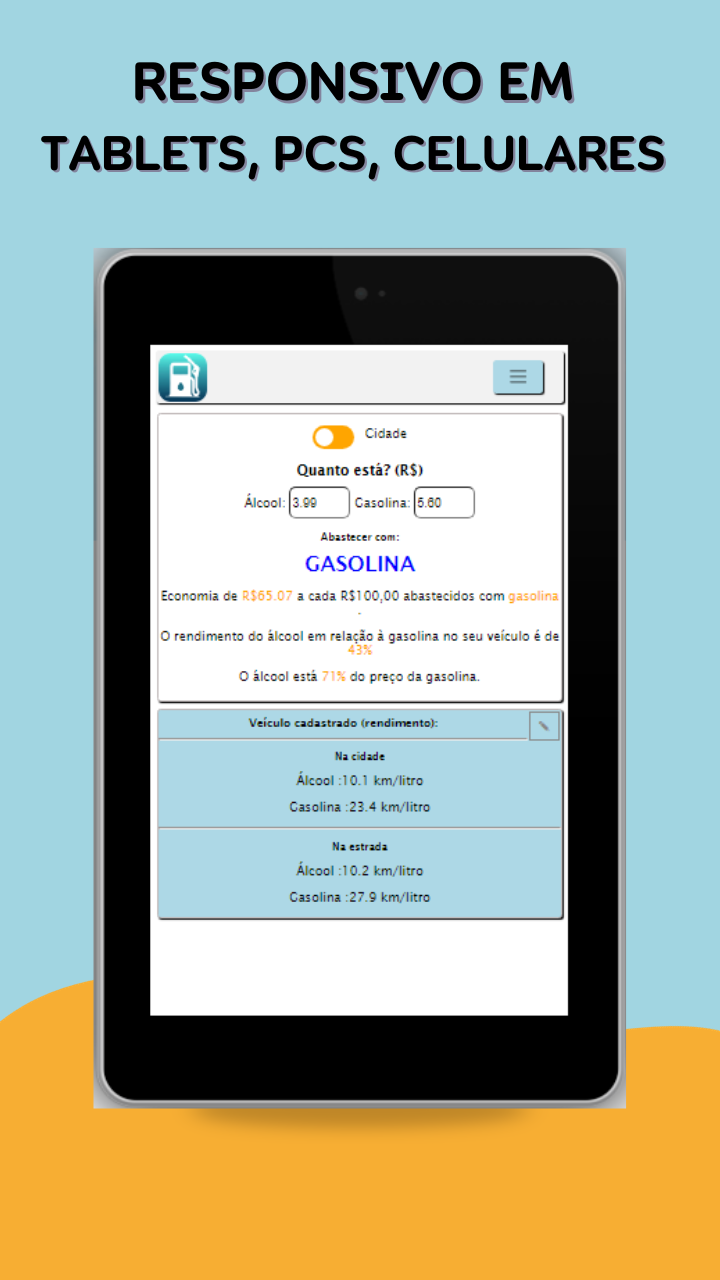 RESPONSIVO EM
TABLETS, PCS, CELULARES
Cidade
Quanto está? (R$)
Álcool: 3.99 Gasolina: 5.60
Abastecer com:
GASOLINA
Economia de R$65.07 a cada R$100,00 abastecidos com gasolina
.
O rendimento do álcool em relação à gasolina no seu veículo é de
43%
O álcool está 71% do preço da gasolina.
Veículo cadastrado (rendimento):
Na cidade
Álcool :10.1 km/litro
Gasolina :23.4 km/litro
Na estrada
Álcool :10.2 km/litro
Gasolina :27.9 km/litro